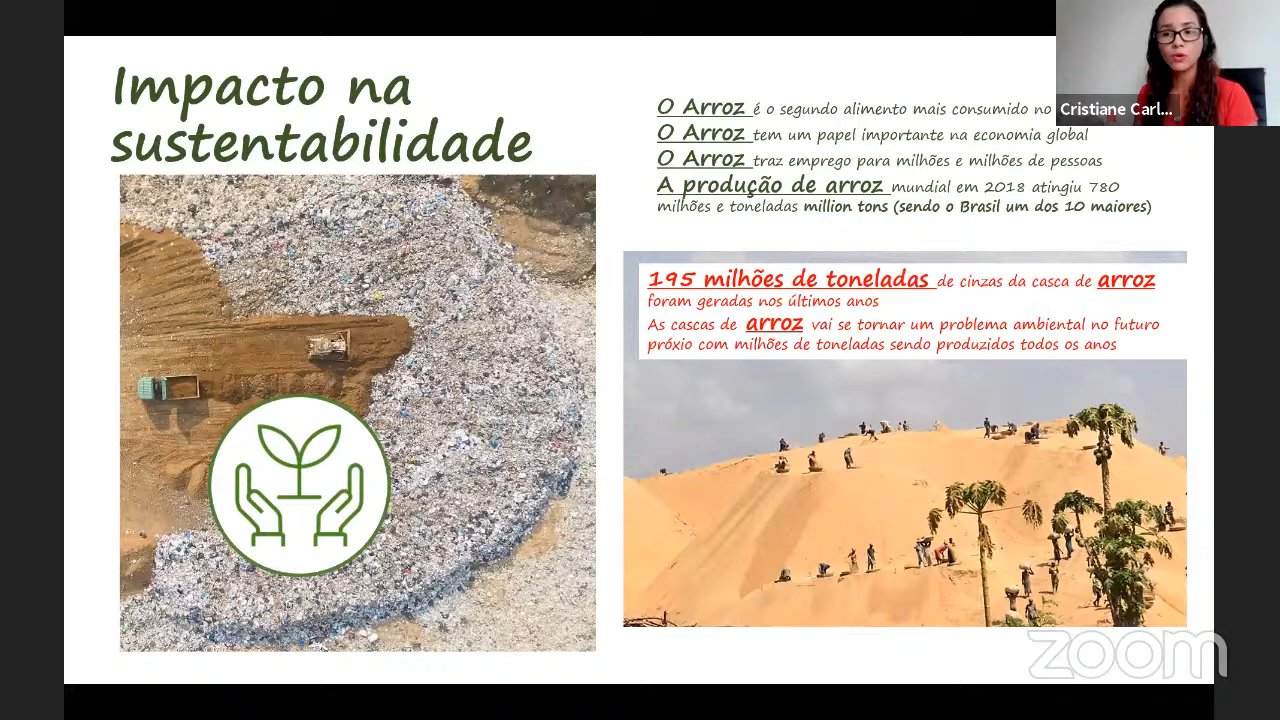 Impacto na
sustentabilidade
O Arroz é o segundo alimento mais consumido no
O Arroz tem um papel importante na economia global
O Arroz traz emprego para milhões e milhões de pessoas
A produção de arroz mundial em 2018 atingiu 780
milhões e toneladas million tons (sendo o Brasil um dos 10 maiores)
Cristiane Carl...
195 milhões de toneladas de cinzas da casca de arroz
foram geradas nos últimos anos
As cascas de arroz vai se tornar um problema ambiental no futuro
próxio com milhões de toneladas sendo produzidos todos os anos
zoom